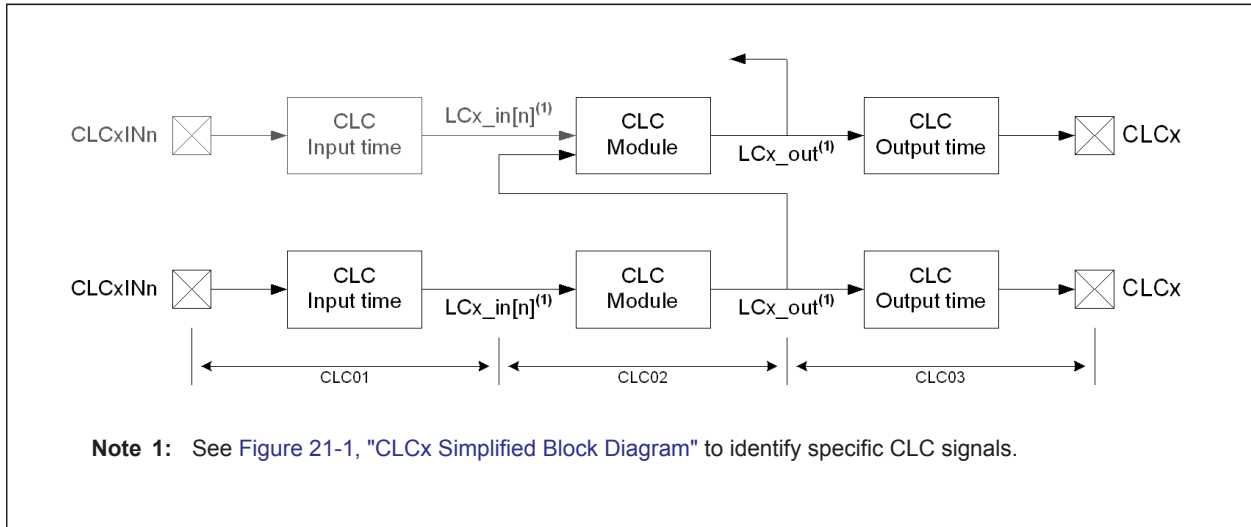 CLCxINn
CLC
Input time
LCx_in[n](1)
CLC
Module
LCx_out(1)
CLC
Output time
CLCx
CLCxINn
CLC
Input time
LCx_in[n](1)
CLC
Module
LCx_out(1)
CLC
Output time
CLCx
CLC01
CLC02
CLC03
Note 1: See Figure 21-1, "CLCx Simplified Block Diagram" to identify specific CLC signals.